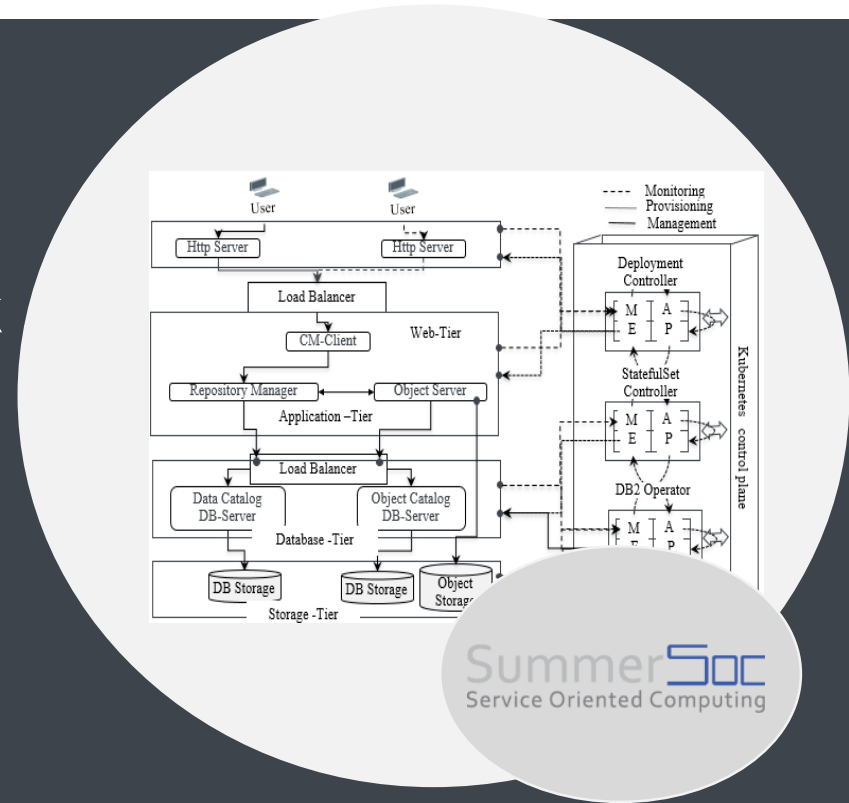 User
User
Monitoring
Provisioning
Management
Http Server
Http Server
Load Balancer
CM-Client
Web-Tier
Repository Manager
Object Server
Application –Tier
Load Balancer
Data Catalog
DB-Server
Object Catalog
DB-Server
Database -Tier
DB Storage
DB Storage
Object
Storage
Storage -Tier
Deployment
Controller
M A
E P
StatefulSet
Controller
M A
E P
DB2 Operator
M A
E P
Kubernetes control plane
SummerSoc
Service Oriented Computing